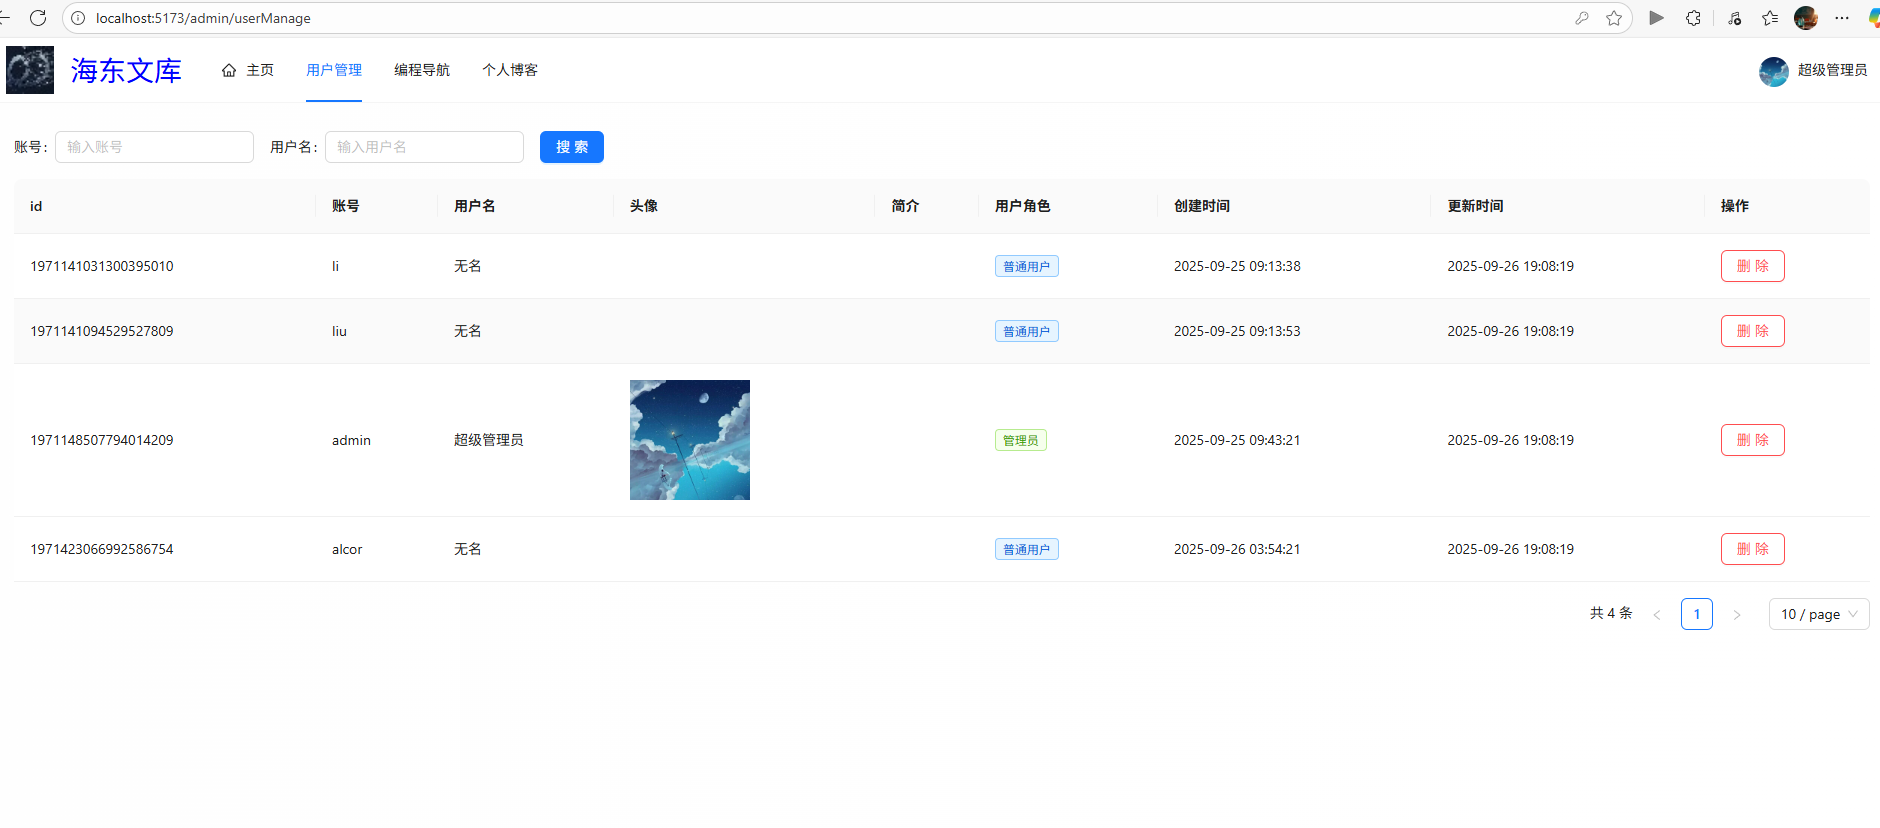 localhost:5173/admin/userManage
海东文库 主页 用户管理 编程导航 个人博客 超级管理员
账号: 输入账号 用户名: 输入用户名 搜 索
id 账号 用户名 头像 简介 用户角色 创建时间 更新时间 操作
1971141031300395010 li 无名 普通用户 2025-09-25 09:13:38 2025-09-26 19:08:19 删 除
1971141094529527809 liu 无名 普通用户 2025-09-25 09:13:53 2025-09-26 19:08:19 删 除
1971148507794014209 admin 超级管理员 管理员 2025-09-25 09:43:21 2025-09-26 19:08:19 删 除
1971423066992586754 alcor 无名 普通用户 2025-09-26 03:54:21 2025-09-26 19:08:19 删 除
共 4 条 < 1 > 10 / page